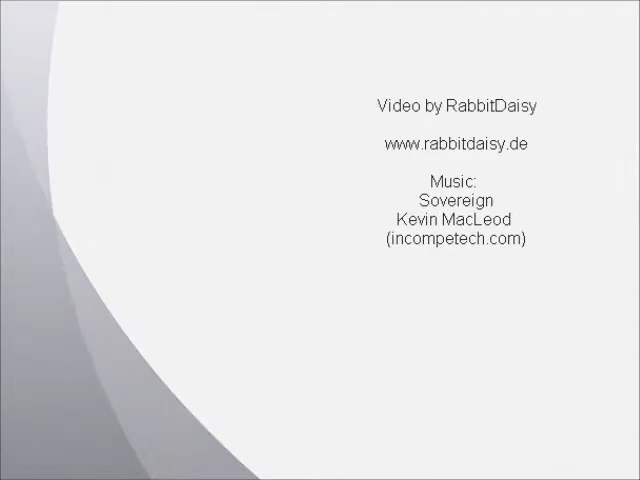 Video by RabbitDaisy
www.rabbitdaisy.de
Music:
Sovereign
Kevin MacLeod
(incompetech.com)